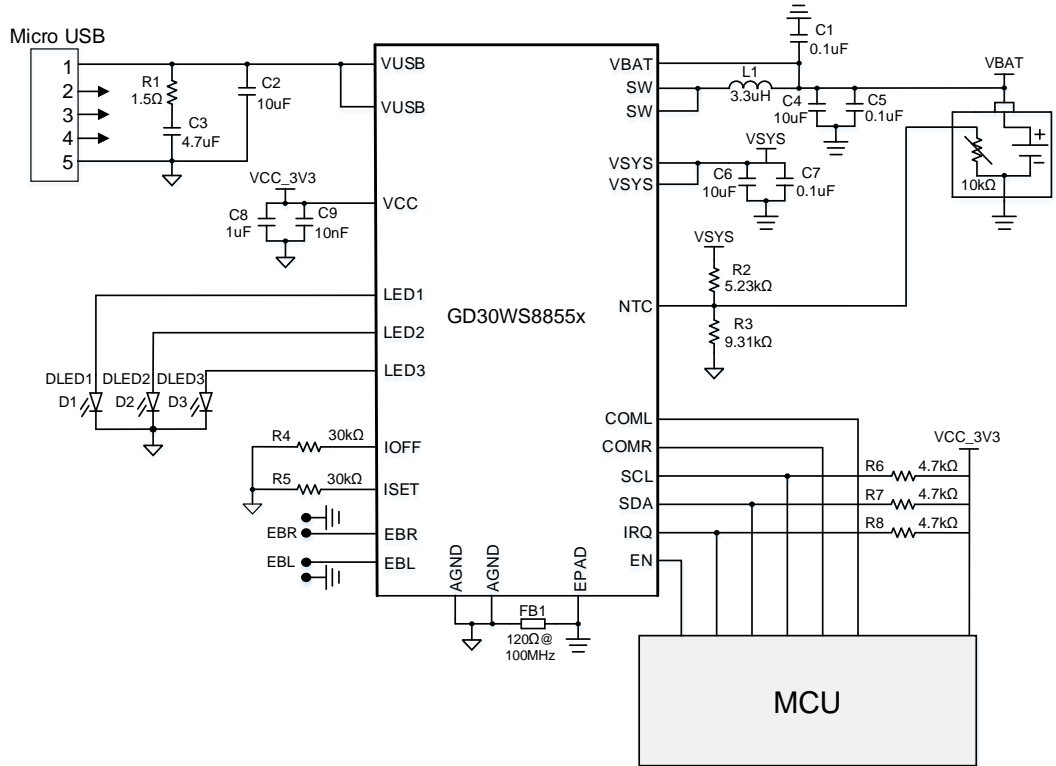 Micro USB
1
2
3
4
5
R1
1.5Ω
C3
4.7uF
C2
10uF
VUSB
VUSB
VCC_3V3
C8
1uF
C9
10nF
VCC
LED1
LED2
LED3
DLED1
DLED2
DLED3
D1
D2
D3
R4
30kΩ
IOFF
R5
30kΩ
ISET
EBR
EBR
EBL
EBL
AGND
AGND
EPAD
FB1
120Ω@
100MHz
GD30WS8855x
C1
0.1uF
VBAT
SW
SW
L1
3.3uH
C4
10uF
C5
0.1uF
VBAT
+
10kΩ
VSYS
VSYS
VSYS
C6
10uF
C7
0.1uF
VSYS
R2
5.23kΩ
NTC
R3
9.31kΩ
COML
COMR
SCL
SDA
IRQ
EN
VCC_3V3
R6
4.7kΩ
R7
4.7kΩ
R8
4.7kΩ
MCU